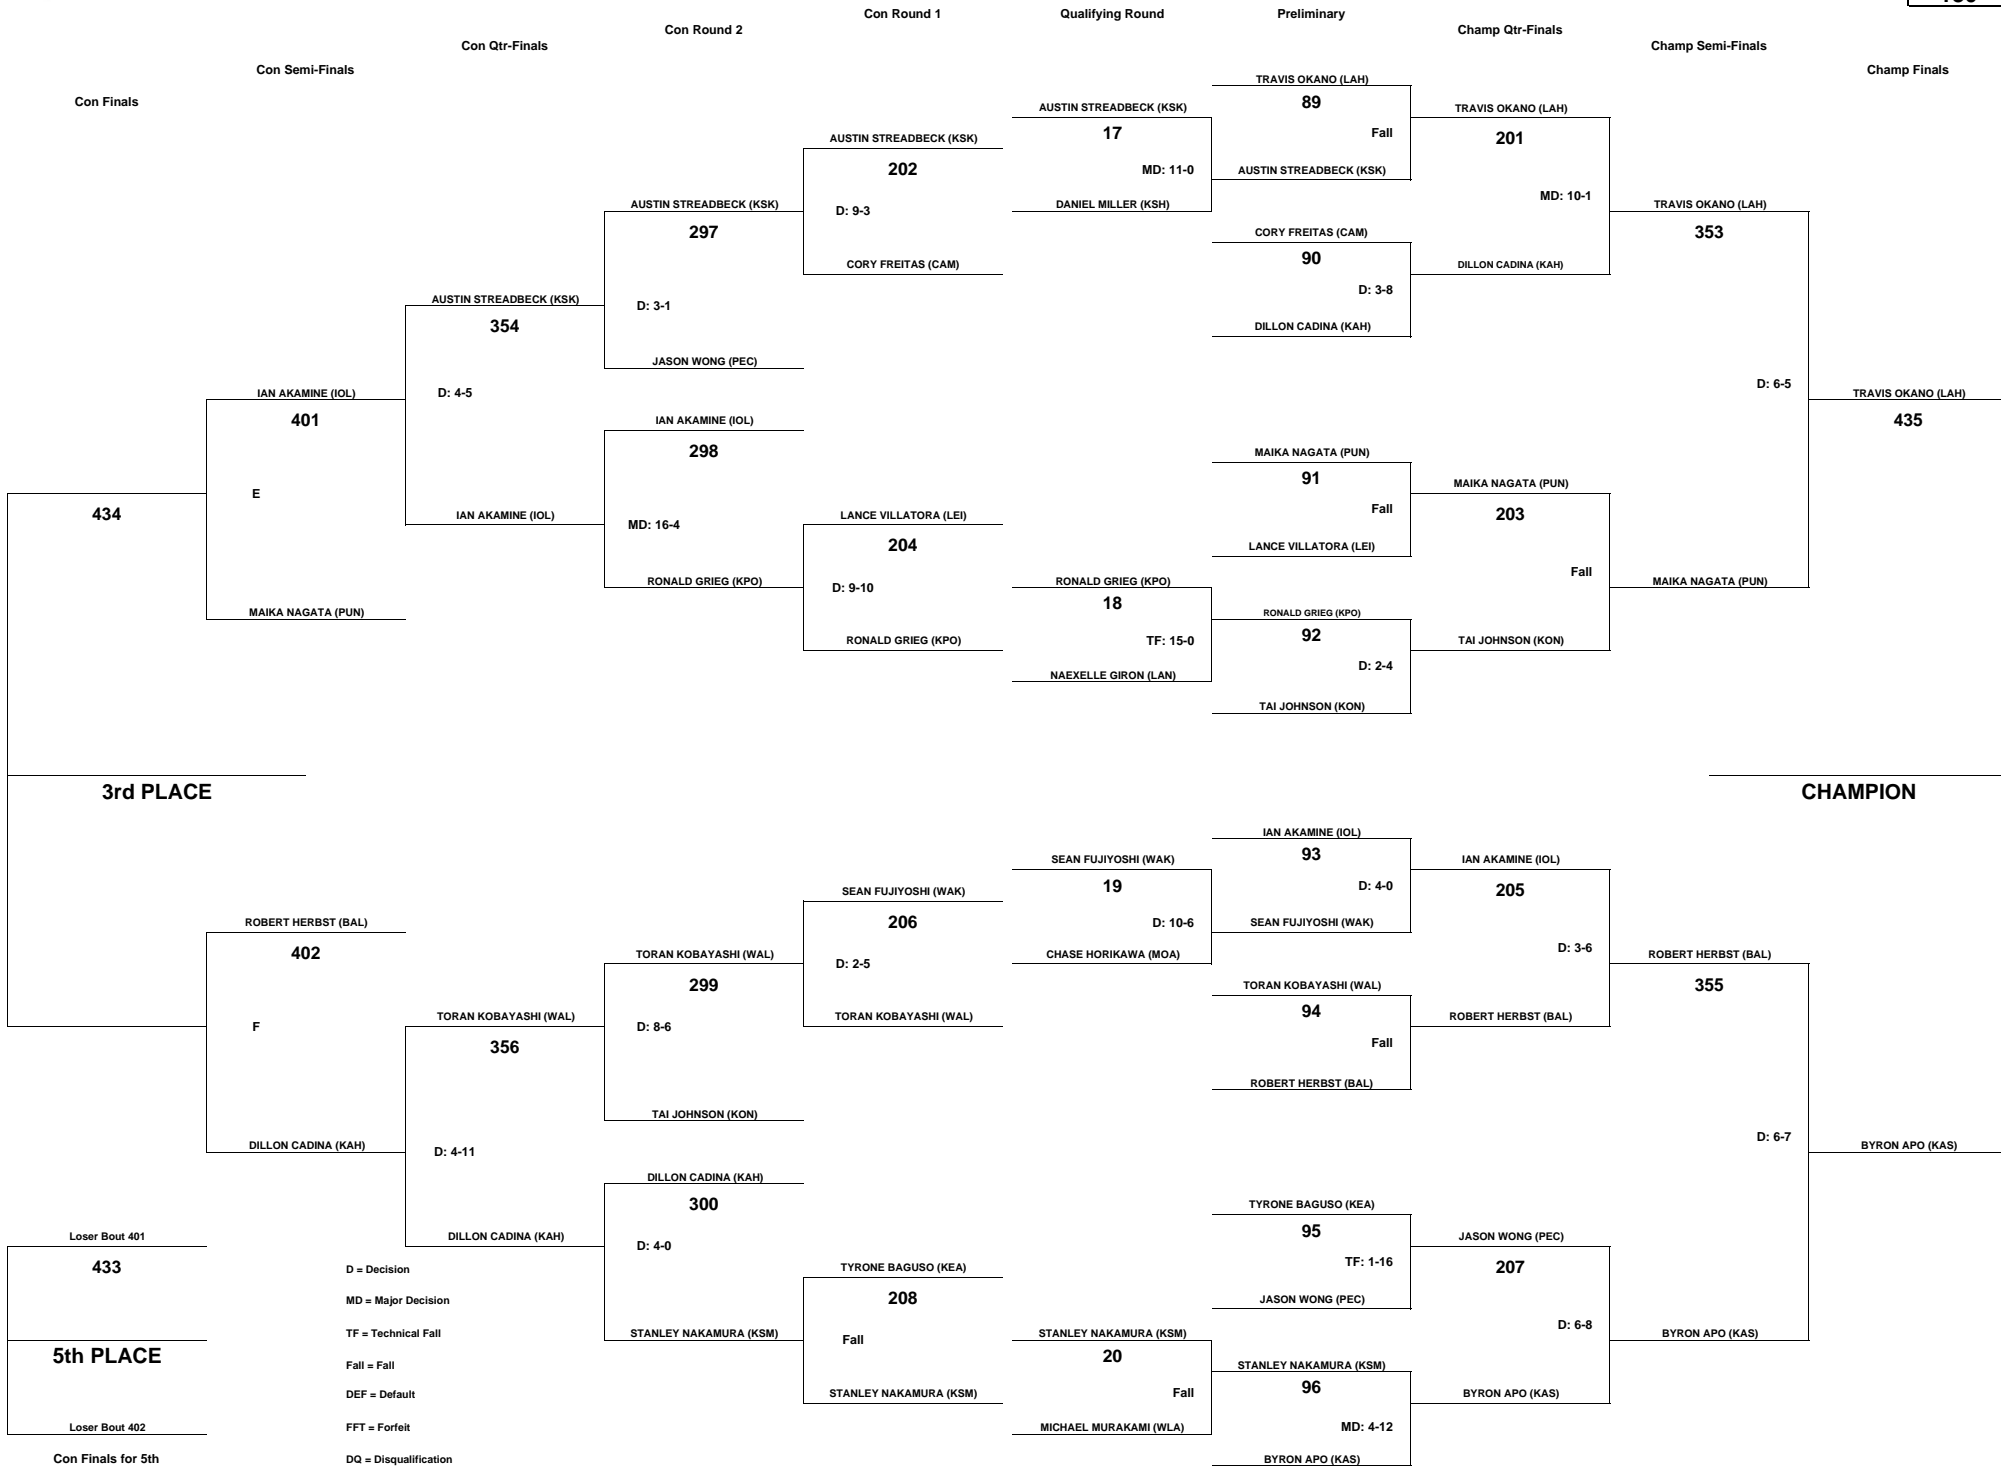 Con Round 1
Qualifying Round
Preliminary
Con Round 2
Champ Qtr-Finals
Con Qtr-Finals
Champ Semi-Finals
Con Semi-Finals
Champ Finals
Con Finals
TRAVIS OKANO (LAH)
89
Fall
AUSTIN STREADBECK (KSK)
AUSTIN STREADBECK (KSK)
17
MD: 11-0
DANIEL MILLER (KSH)
TRAVIS OKANO (LAH)
201
MD: 10-1
DILLON CADINA (KAH)
AUSTIN STREADBECK (KSK)
202
D: 9-3
CORY FREITAS (CAM)
CORY FREITAS (CAM)
90
D: 3-8
DILLON CADINA (KAH)
AUSTIN STREADBECK (KSK)
297
D: 3-1
JASON WONG (PEC)
TRAVIS OKANO (LAH)
353
D: 6-5
MAIKA NAGATA (PUN)
AUSTIN STREADBECK (KSK)
354
D: 4-5
IAN AKAMINE (IOL)
IAN AKAMINE (IOL)
401
E
MAIKA NAGATA (PUN)
TRAVIS OKANO (LAH)
435
IAN AKAMINE (IOL)
298
MD: 16-4
RONALD GRIEG (KPO)
MAIKA NAGATA (PUN)
91
Fall
LANCE VILLATORA (LEI)
MAIKA NAGATA (PUN)
203
Fall
TAI JOHNSON (KON)
434
LANCE VILLATORA (LEI)
204
D: 9-10
RONALD GRIEG (KPO)
RONALD GRIEG (KPO)
18
TF: 15-0
NAEXELLE GIRON (LAN)
RONALD GRIEG (KPO)
92
D: 2-4
TAI JOHNSON (KON)
3rd PLACE
CHAMPION
IAN AKAMINE (IOL)
93
D: 4-0
SEAN FUJIYOSHI (WAK)
SEAN FUJIYOSHI (WAK)
19
D: 10-6
CHASE HORIKAWA (MOA)
IAN AKAMINE (IOL)
205
D: 3-6
ROBERT HERBST (BAL)
SEAN FUJIYOSHI (WAK)
206
D: 2-5
TORAN KOBAYASHI (WAL)
ROBERT HERBST (BAL)
402
F
DILLON CADINA (KAH)
TORAN KOBAYASHI (WAL)
299
D: 8-6
TAI JOHNSON (KON)
ROBERT HERBST (BAL)
355
D: 6-7
BYRON APO (KAS)
TORAN KOBAYASHI (WAL)
94
Fall
ROBERT HERBST (BAL)
TORAN KOBAYASHI (WAL)
356
D: 4-11
DILLON CADINA (KAH)
BYRON APO (KAS)
DILLON CADINA (KAH)
300
D: 4-0
STANLEY NAKAMURA (KSM)
TYRONE BAGUSO (KEA)
95
TF: 1-16
JASON WONG (PEC)
JASON WONG (PEC)
207
D: 6-8
BYRON APO (KAS)
TYRONE BAGUSO (KEA)
208
Fall
STANLEY NAKAMURA (KSM)
STANLEY NAKAMURA (KSM)
20
Fall
MICHAEL MURAKAMI (WLA)
STANLEY NAKAMURA (KSM)
96
MD: 4-12
BYRON APO (KAS)
Loser Bout 401
433
5th PLACE
Loser Bout 402
Con Finals for 5th
D = Decision
MD = Major Decision
TF = Technical Fall
Fall = Fall
DEF = Default
FFT = Forfeit
DQ = Disqualification